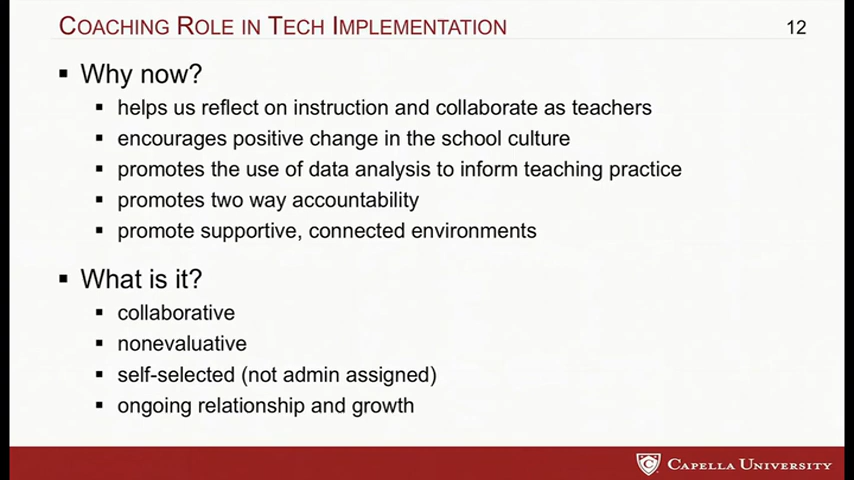 COACHING ROLE IN TECH IMPLEMENTATION
12
▪ Why now?
▪ helps us reflect on instruction and collaborate as teachers
▪ encourages positive change in the school culture
▪ promotes the use of data analysis to inform teaching practice
▪ promotes two way accountability
▪ promote supportive, connected environments
▪ What is it?
▪ collaborative
▪ nonevaluative
▪ self-selected (not admin assigned)
▪ ongoing relationship and growth
CAPELLA UNIVERSITY